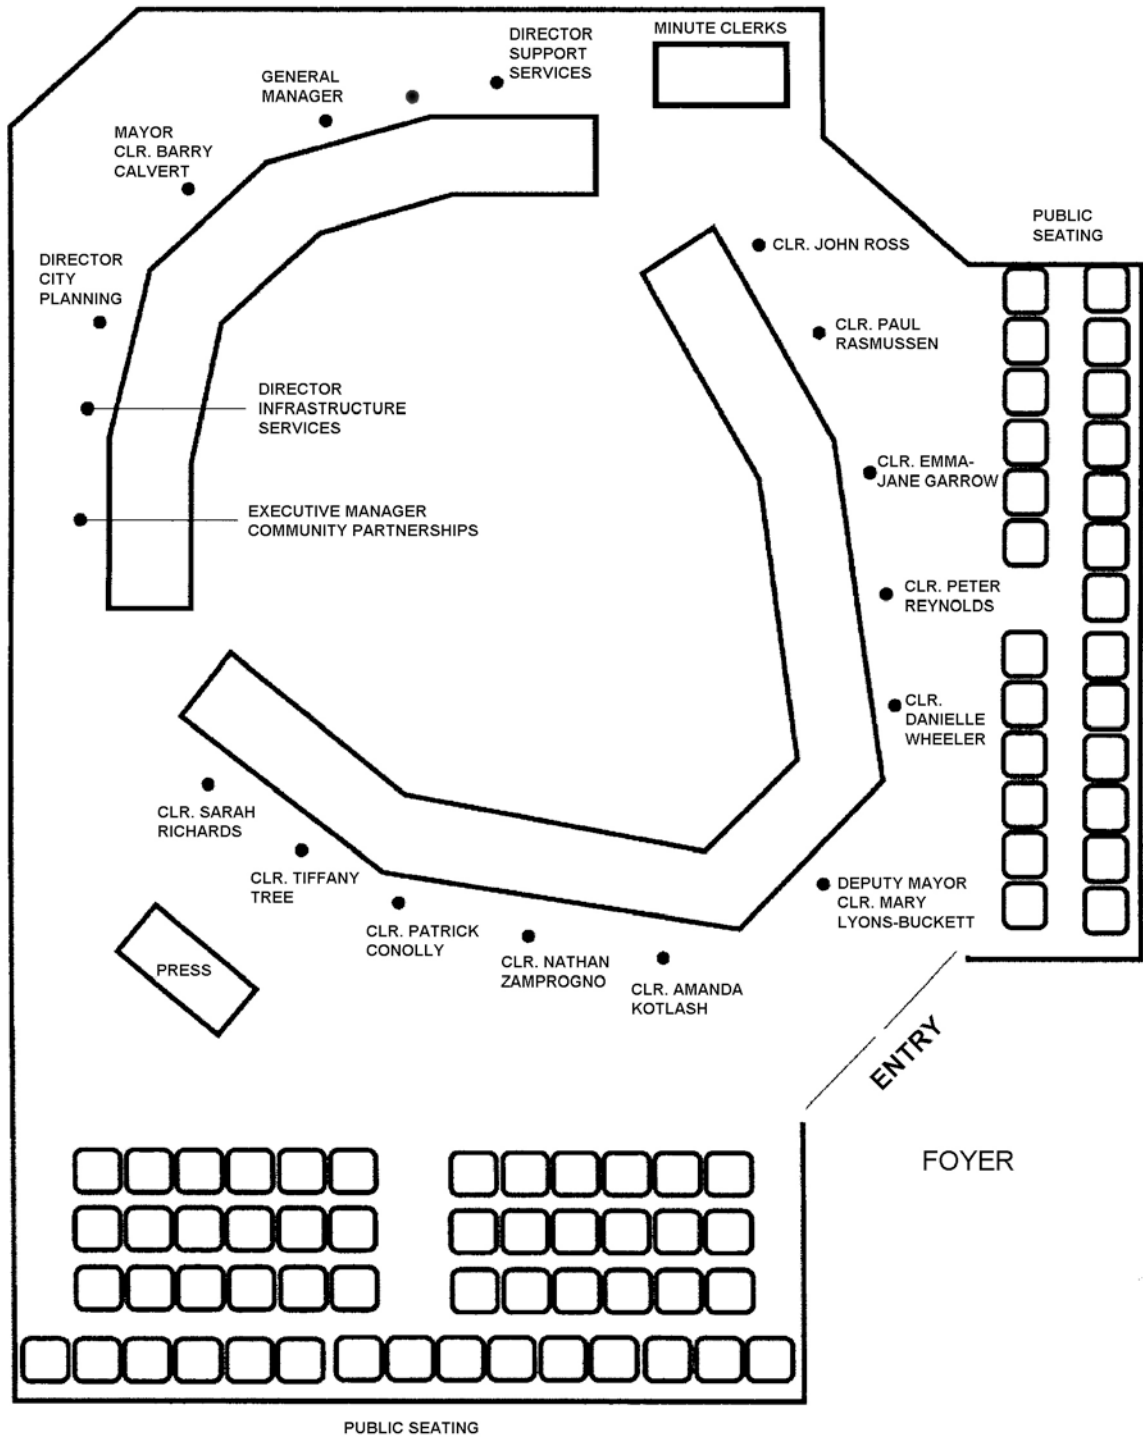 MINUTE CLERKS
DIRECTOR
SUPPORT
SERVICES
GENERAL
MANAGER
MAYOR
CLR. BARRY
CALVERT
DIRECTOR
CITY
PLANNING
DIRECTOR
INFRASTRUCTURE
SERVICES
EXECUTIVE MANAGER
COMMUNITY PARTNERSHIPS
PUBLIC
SEATING
CLR. JOHN ROSS
CLR. PAUL
RASMUSSEN
CLR. EMMA-
JANE GARROW
CLR. PETER
REYNOLDS
CLR.
DANIELLE
WHEELER
DEPUTY MAYOR
CLR. MARY
LYONS-BUCKETT
CLR. SARAH
RICHARDS
CLR. TIFFANY
TREE
CLR. PATRICK
CONOLLY
CLR. NATHAN
ZAMPROGNO
CLR. AMANDA
KOTLASH
PRESS
ENTRY
FOYER
PUBLIC SEATING